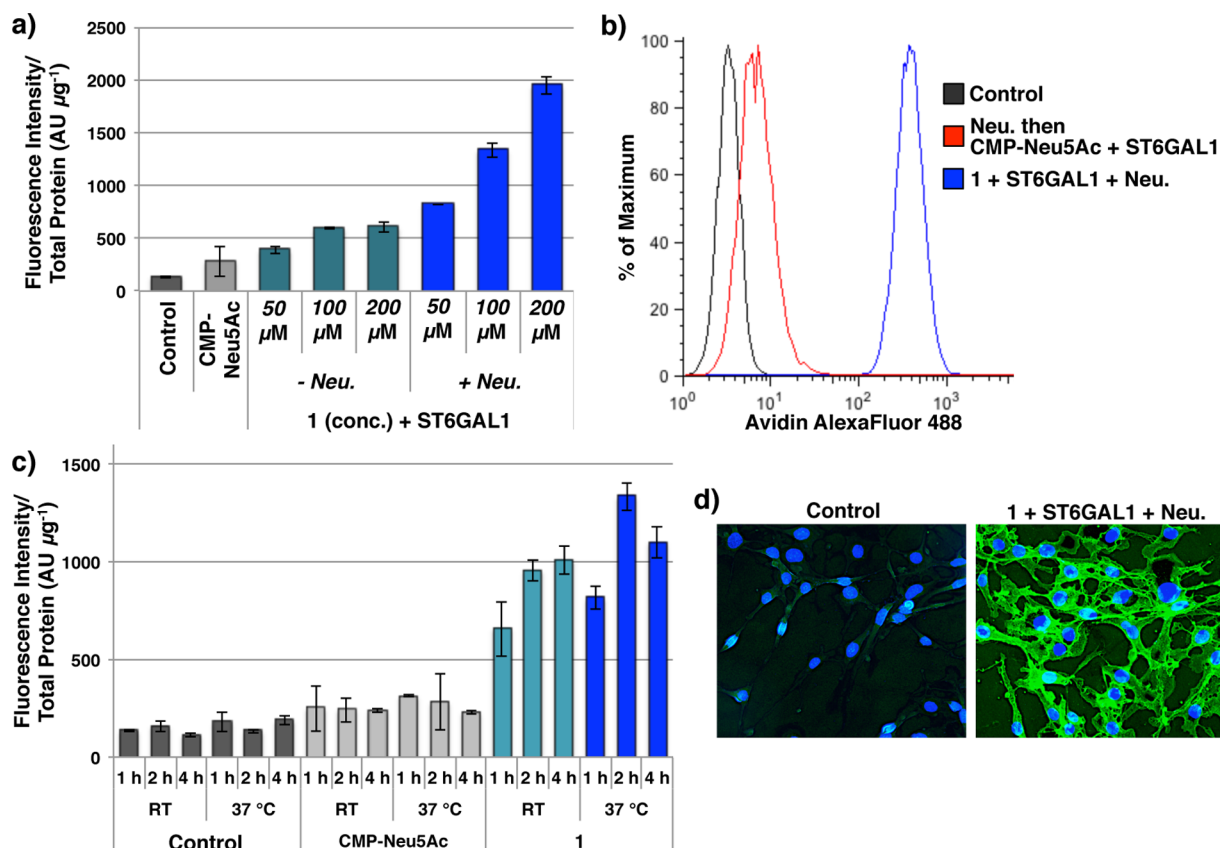 a)
Fluorescence Intensity/
Total Protein (AU µg⁻¹)
2500
2000
1500
1000
500
0
Control
CMP-
Neu5Ac
50 100 200 50 100 200
µM µM µM µM µM µM
- Neu. + Neu.
1 (conc.) + ST6GAL1
b)
% of Maximum
100
80
60
40
20
0
10⁰ 10¹ 10² 10³
Avidin AlexaFluor 488
Control
Neu. then
CMP-Neu5Ac + ST6GAL1
1 + ST6GAL1 + Neu.
c)
Fluorescence Intensity/
Total Protein (AU µg⁻¹)
1500
1000
500
0
1 h 2 h 4 h 1 h 2 h 4 h 1 h 2 h 4 h 1 h 2 h 4 h 1 h 2 h 4 h 1 h 2 h 4 h
RT 37 °C RT 37 °C RT 37 °C
Control CMP-Neu5Ac 1
d)
Control 1 + ST6GAL1 + Neu.